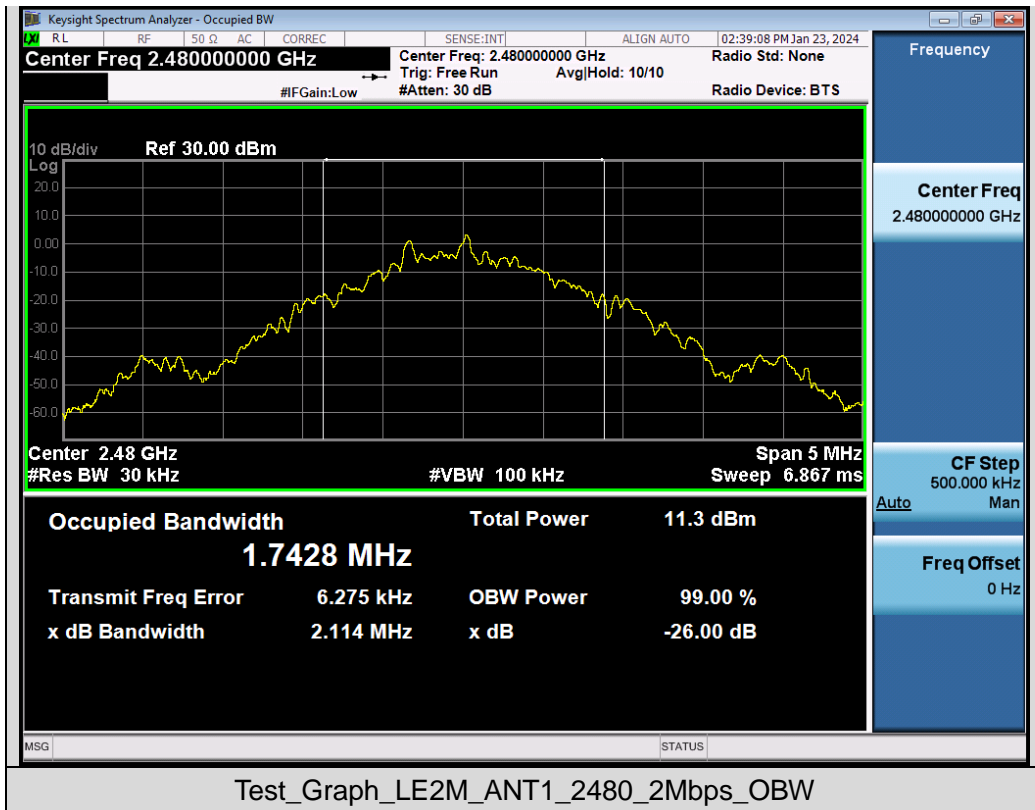 Keysight Spectrum Analyzer - Occupied BW
LXI RL RF 50 Ω AC CORREC SENSE:INT ALIGN AUTO 02:39:08 PM Jan 23, 2024
Center Freq 2.480000000 GHz
#IFGain:Low
Center Freq: 2.480000000 GHz
Trig: Free Run Avg|Hold: 10/10
#Atten: 30 dB
Radio Std: None
Radio Device: BTS
10 dB/div Ref 30.00 dBm
Log
20.0
10.0
0.00
-10.0
-20.0
-30.0
-40.0
-50.0
-60.0
Center 2.48 GHz Span 5 MHz
#Res BW 30 kHz #VBW 100 kHz Sweep 6.867 ms
Occupied Bandwidth Total Power 11.3 dBm
1.7428 MHz
Transmit Freq Error 6.275 kHz OBW Power 99.00 %
x dB Bandwidth 2.114 MHz x dB -26.00 dB
MSG STATUS
Frequency
Center Freq
2.480000000 GHz
CF Step
500.000 kHz
Auto Man
Freq Offset
0 Hz
Test_Graph_LE2M_ANT1_2480_2Mbps_OBW